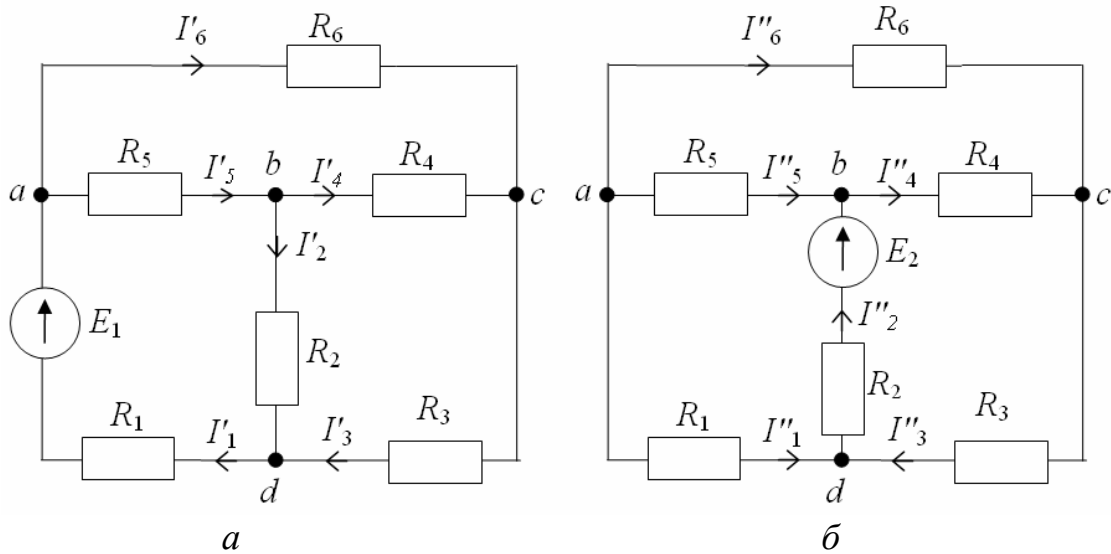 I'₆ R₆ I''₆ R₆
R₅ I'₅ b I'₄ R₄ R₅ I''₅ b I''₄ R₄
a c a c
I'₂ E₂
E₁ R₂ I''₂
R₂
R₁ I'₁ I'₃ R₃ R₁ I''₁ I''₃ R₃
d d
а б